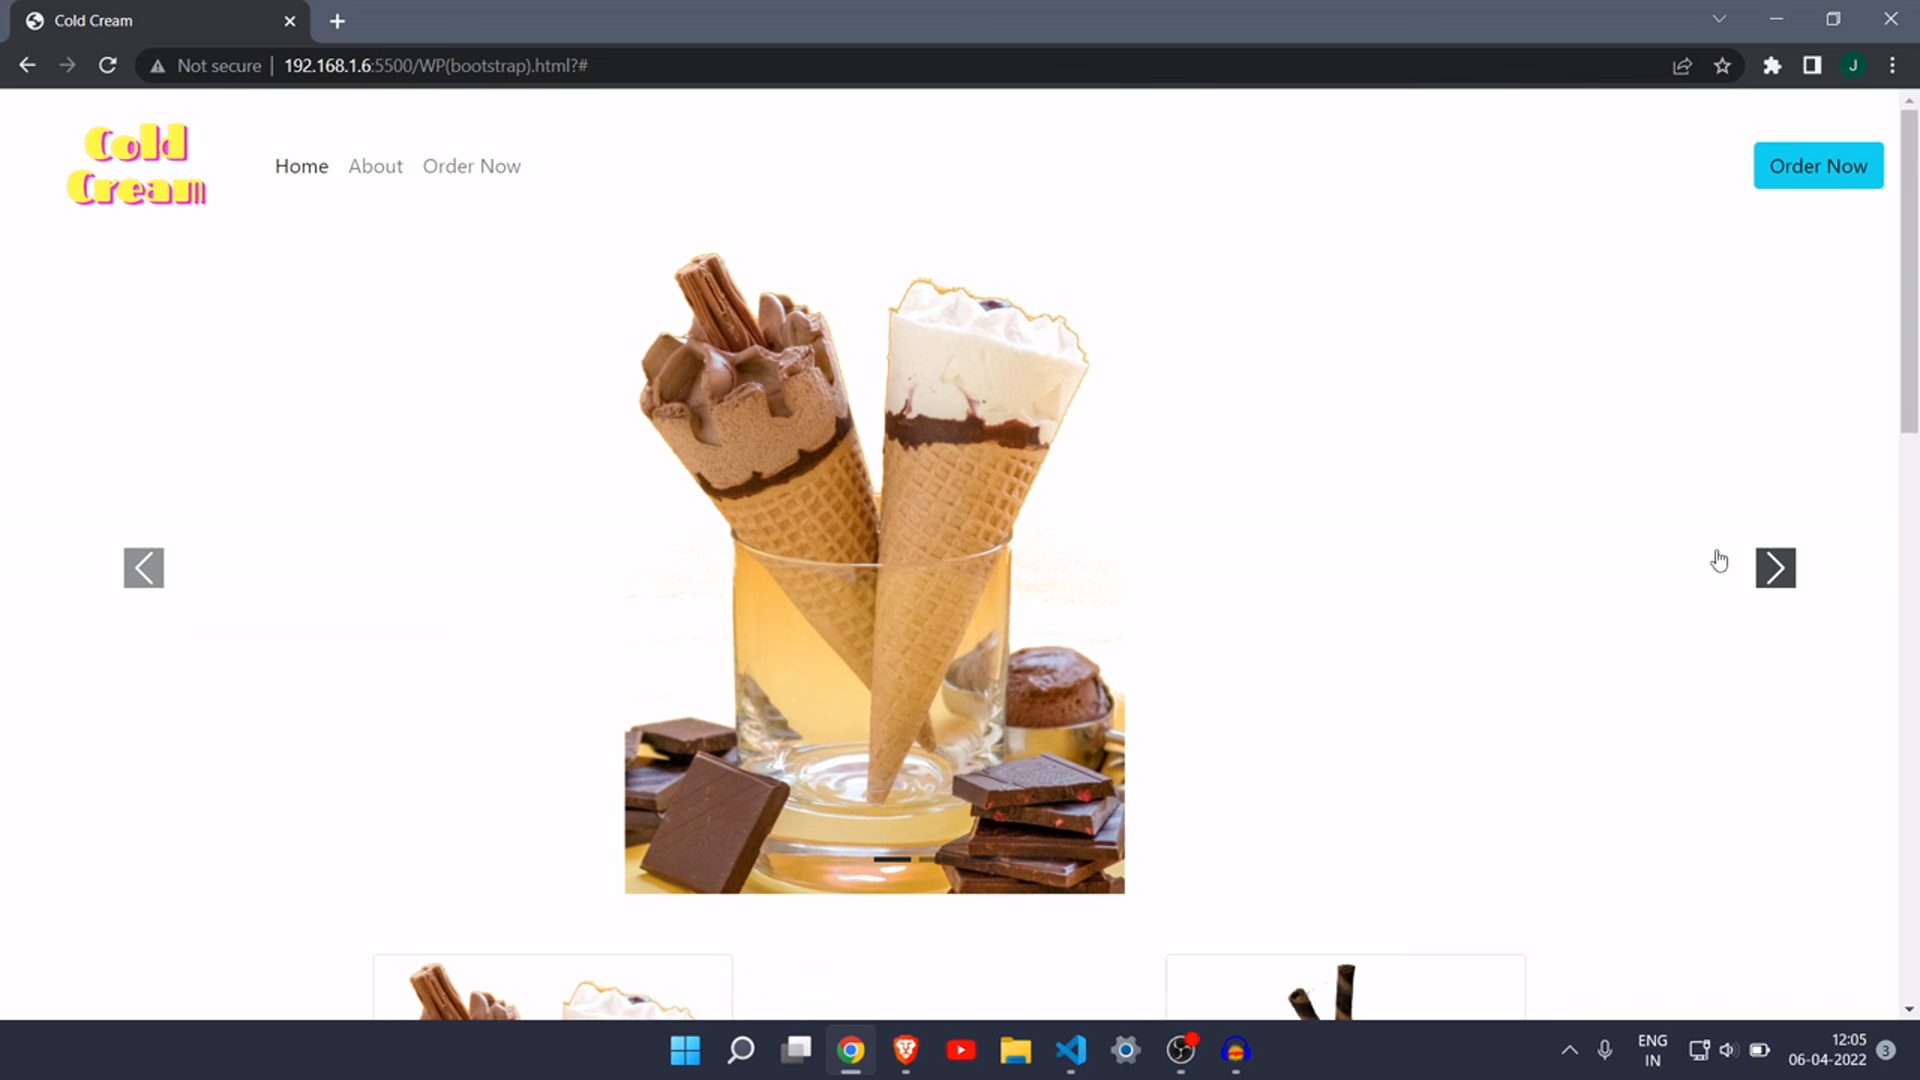 Cold Cream
Not secure
192.168.1.6:5500/WP(bootstrap).html?#
J
Cold
Cream
Home
About
Order Now
Order Now
ENG
IN
12:05
06-04-2022
3